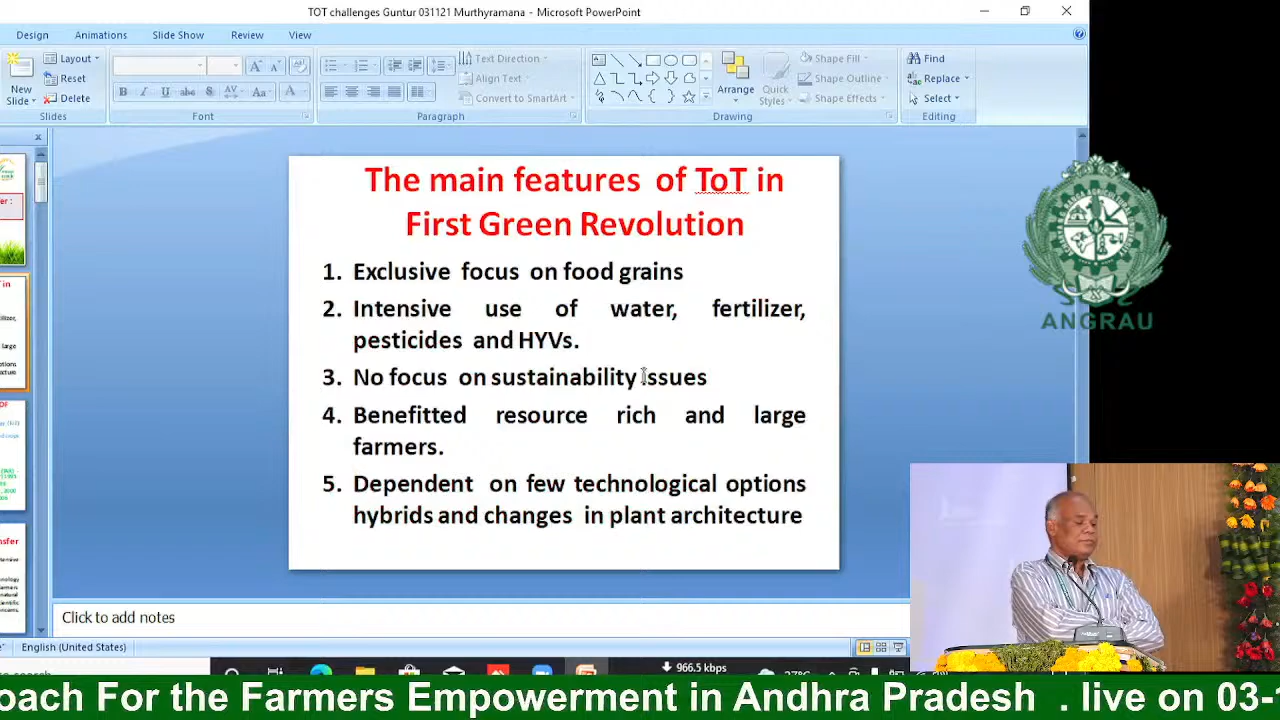 TOT challenges Guntur 031121 Murthyramana - Microsoft PowerPoint
Design Animations Slide Show Review View
New Slide Layout Reset Delete
Text Direction Align Text Convert to SmartArt
Arrange Quick Styles Shape Fill Shape Outline Shape Effects
Find Replace Select
Slides Font Paragraph Drawing Editing
The main features of ToT in
First Green Revolution
1. Exclusive focus on food grains
2. Intensive use of water, fertilizer,
pesticides and HYVs.
3. No focus on sustainability issues
4. Benefitted resource rich and large
farmers.
5. Dependent on few technological options
hybrids and changes in plant architecture
ANGRAU
Click to add notes
English (United States)
966.5 kbps
oach For the Farmers Empowerment in Andhra Pradesh . live on 03-